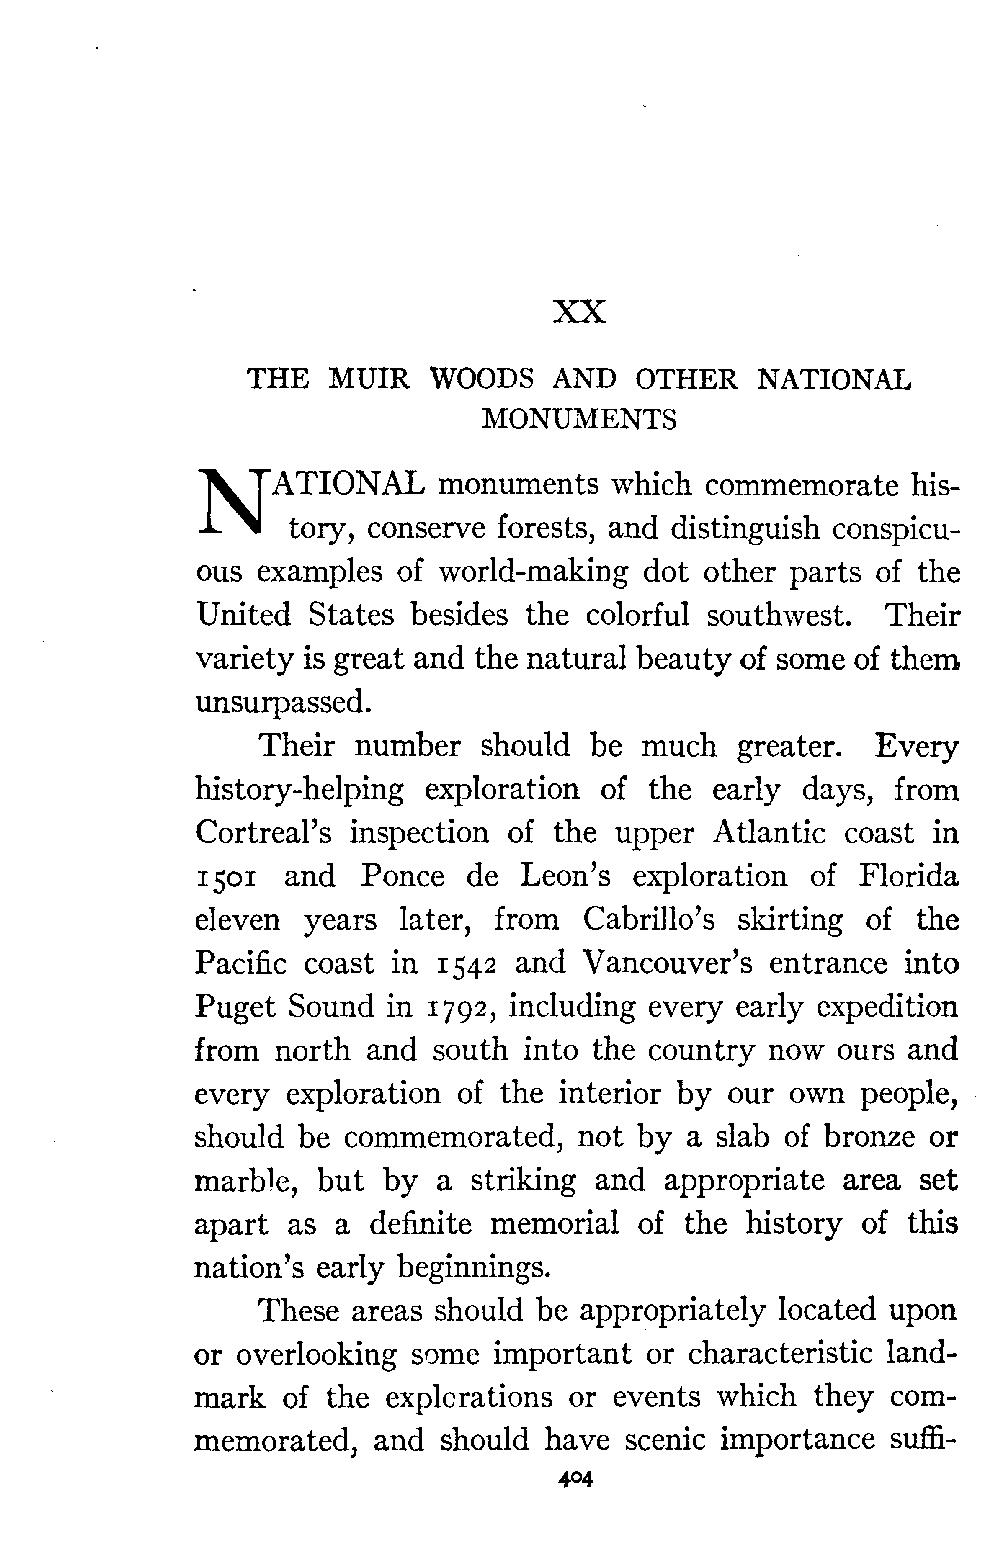 XX
THE MUIR WOODS AND OTHER NATIONAL
MONUMENTS
NATIONAL monuments which commemorate his-
tory, conserve forests, and distinguish conspicu-
ous examples of world-making dot other parts of the
United States besides the colorful southwest. Their
variety is great and the natural beauty of some of them
unsurpassed.
Their number should be much greater. Every
history-helping exploration of the early days, from
Cortreal's inspection of the upper Atlantic coast in
1501 and Ponce de Leon's exploration of Florida
eleven years later, from Cabrillo's skirting of the
Pacific coast in 1542 and Vancouver's entrance into
Puget Sound in 1792, including every early expedition
from north and south into the country now ours and
every exploration of the interior by our own people,
should be commemorated, not by a slab of bronze or
marble, but by a striking and appropriate area set
apart as a definite memorial of the history of this
nation's early beginnings.
These areas should be appropriately located upon
or overlooking some important or characteristic land-
mark of the explorations or events which they com-
memorated, and should have scenic importance suffi-
404